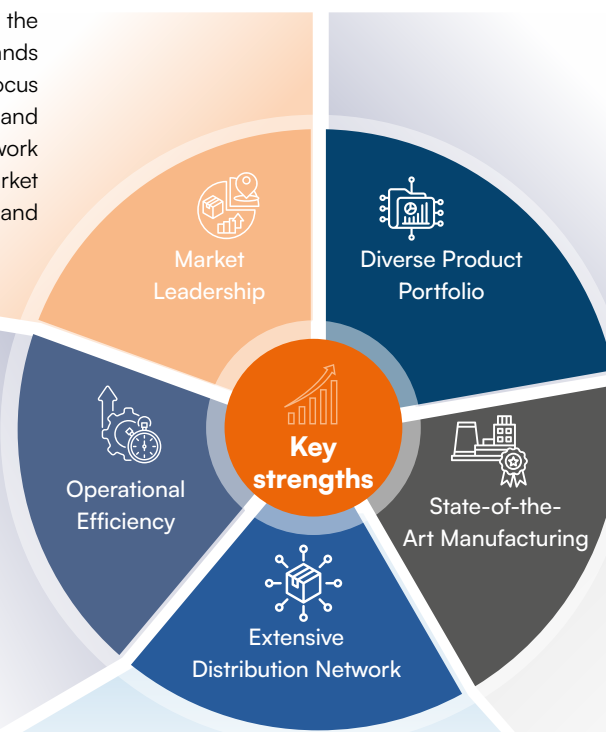 the
ands
ocus
and
work
arket
and
Market
Leadership
Diverse Product
Portfolio
Key
strengths
Operational
Efficiency
State-of-the-
Art Manufacturing
Extensive
Distribution Network